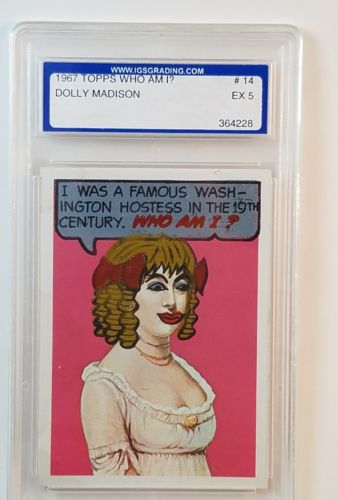 WWW.IGSGRADING.COM
1967 TOPPS WHO AM I? # 14
DOLLY MADISON EX 5
364228
I WAS A FAMOUS WASH-
INGTON HOSTESS IN THE 19TH
CENTURY. WHO AM I?